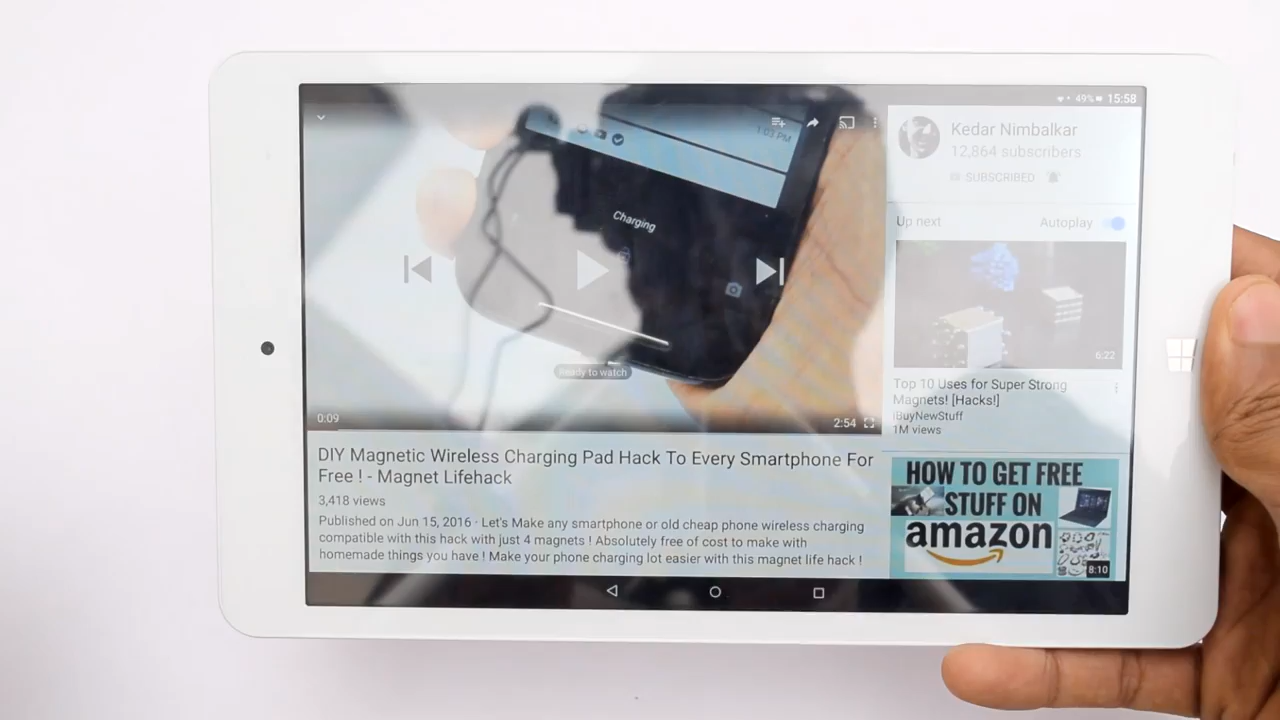 49% 15:58
1:03 PM
Charging
Ready to watch
0:09
2:54
DIY Magnetic Wireless Charging Pad Hack To Every Smartphone For
Free ! - Magnet Lifehack
3,418 views
Published on Jun 15, 2016 · Let's Make any smartphone or old cheap phone wireless charging
compatible with this hack with just 4 magnets ! Absolutely free of cost to make with
homemade things you have ! Make your phone charging lot easier with this magnet life hack !
Kedar Nimbalkar
12,864 subscribers
SUBSCRIBED
Up next
Autoplay
6:22
Top 10 Uses for Super Strong
Magnets! [Hacks!]
IBuyNewStuff
1M views
HOW TO GET FREE
STUFF ON
amazon
8:10